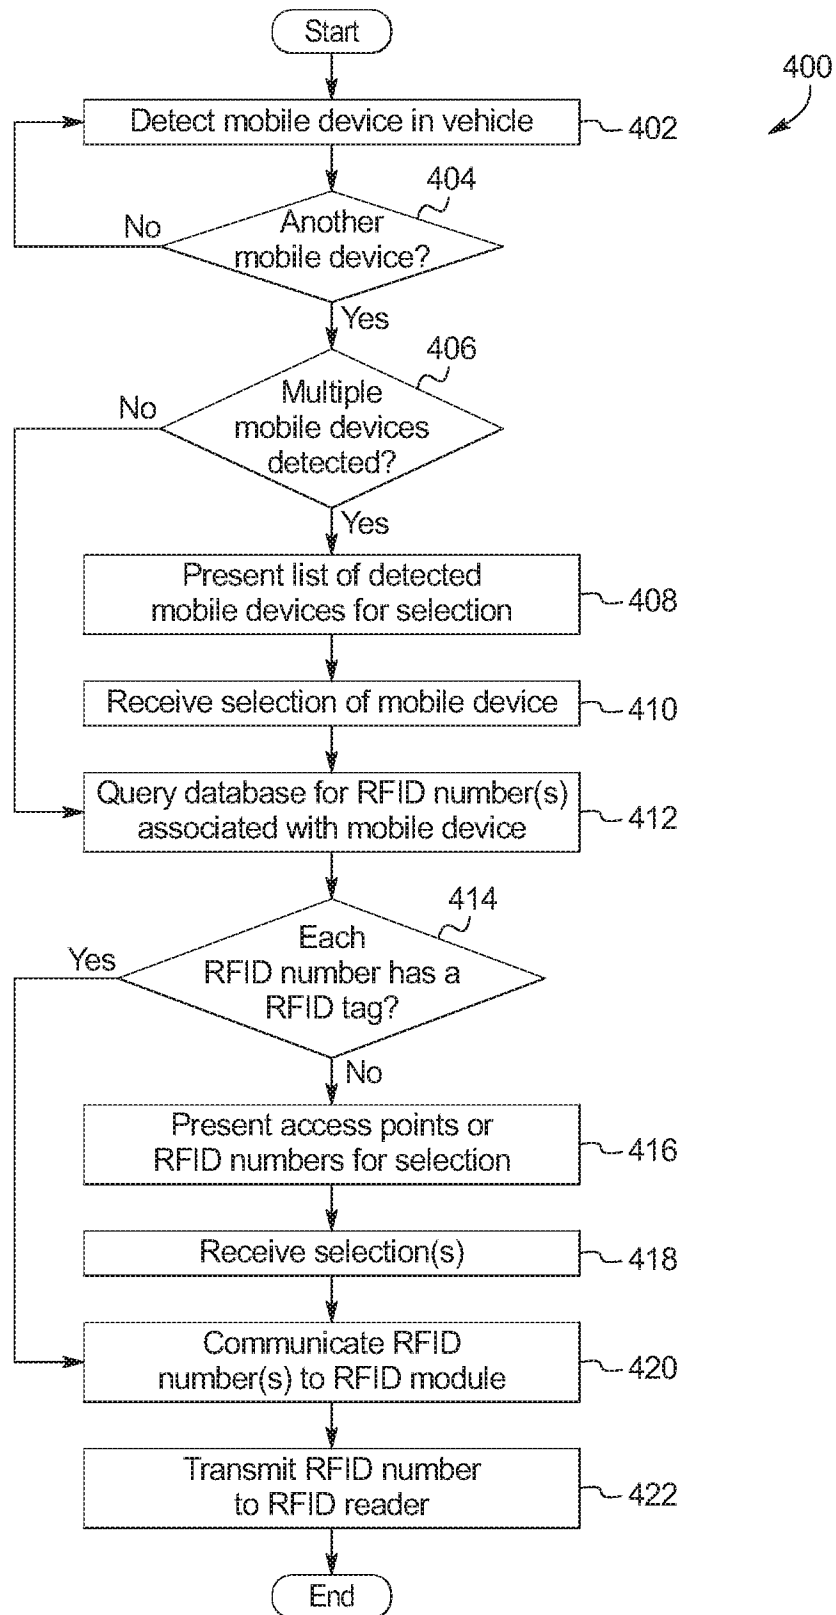 Start
400
Detect mobile device in vehicle
402
404
No
Another
mobile device?
Yes
406
No
Multiple
mobile devices
detected?
Yes
Present list of detected
mobile devices for selection
408
Receive selection of mobile device
410
Query database for RFID number(s)
associated with mobile device
412
414
Yes
Each
RFID number has a
RFID tag?
No
Present access points or
RFID numbers for selection
416
Receive selection(s)
418
Communicate RFID
number(s) to RFID module
420
Transmit RFID number
to RFID reader
422
End